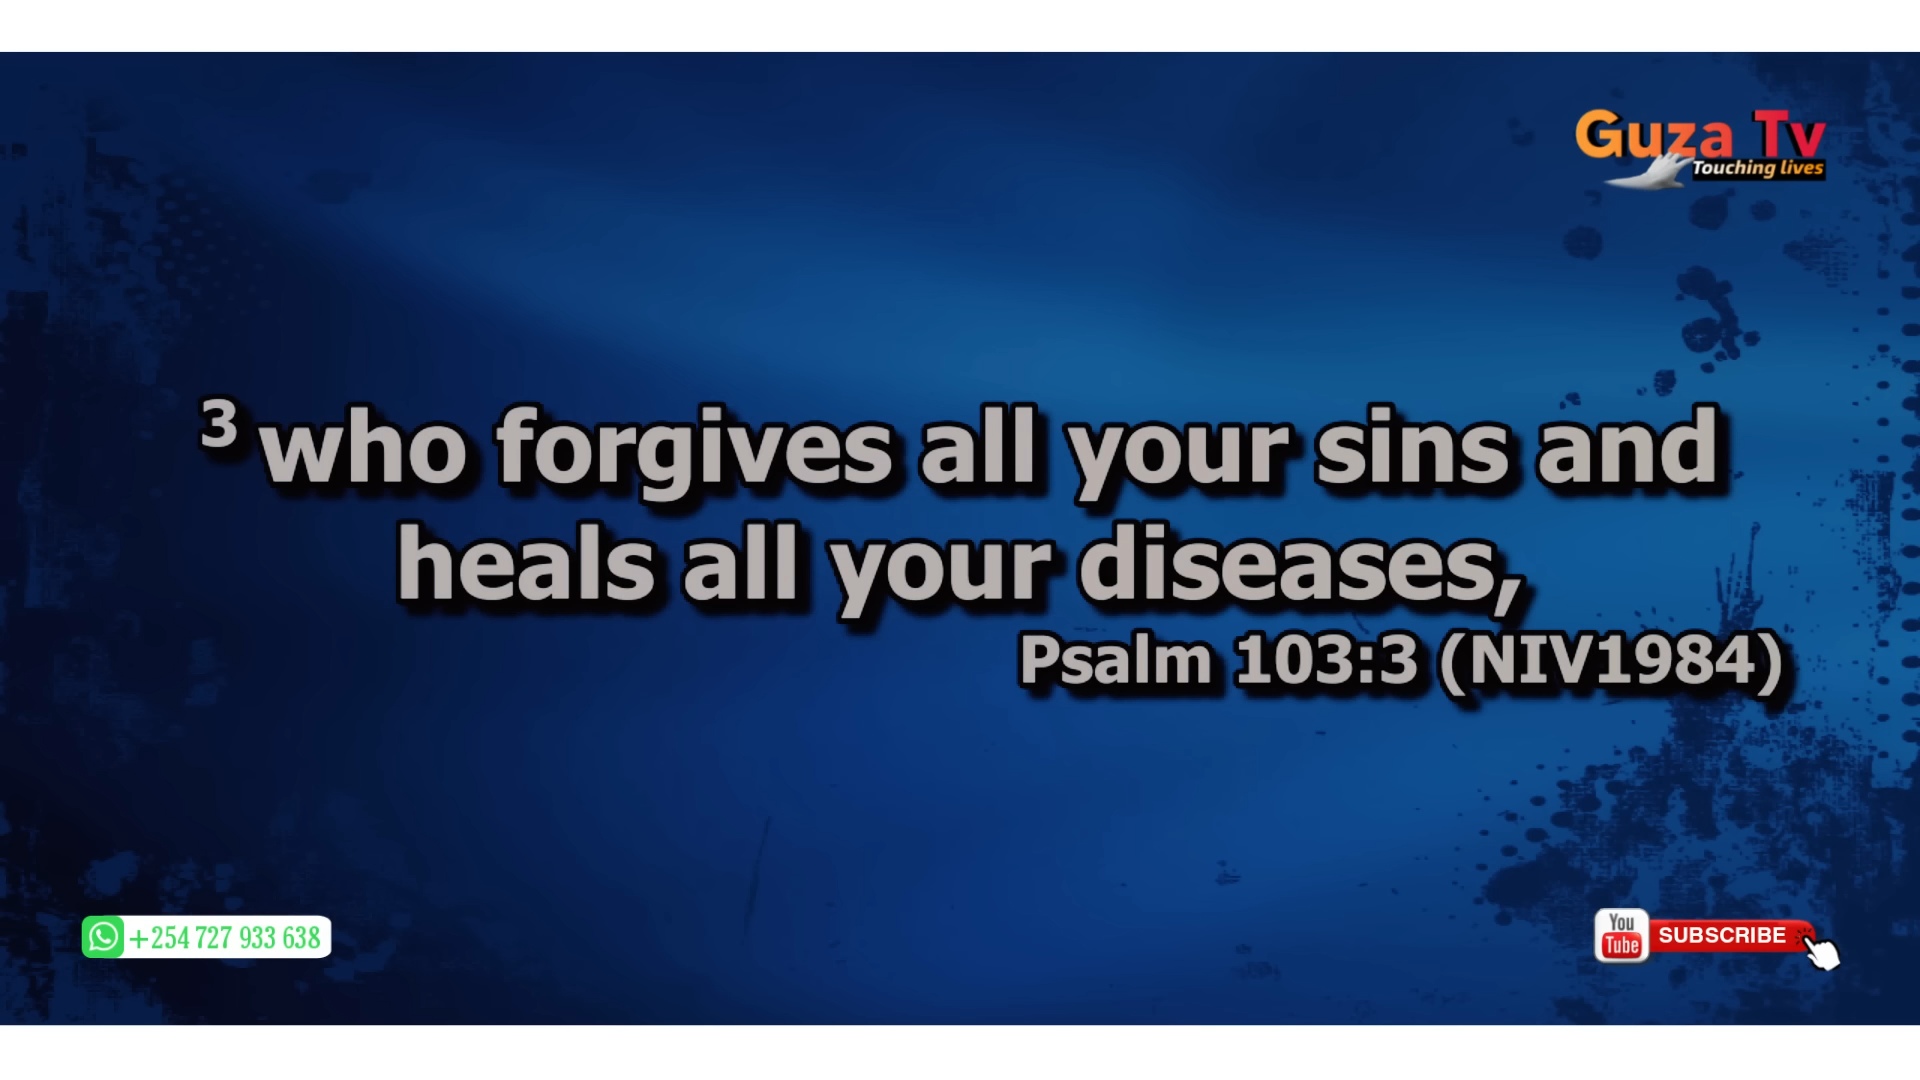 Guza Tv
Touching lives
3 who forgives all your sins and
heals all your diseases,
Psalm 103:3 (NIV1984)
+254 727 933 638
You
Tube
SUBSCRIBE